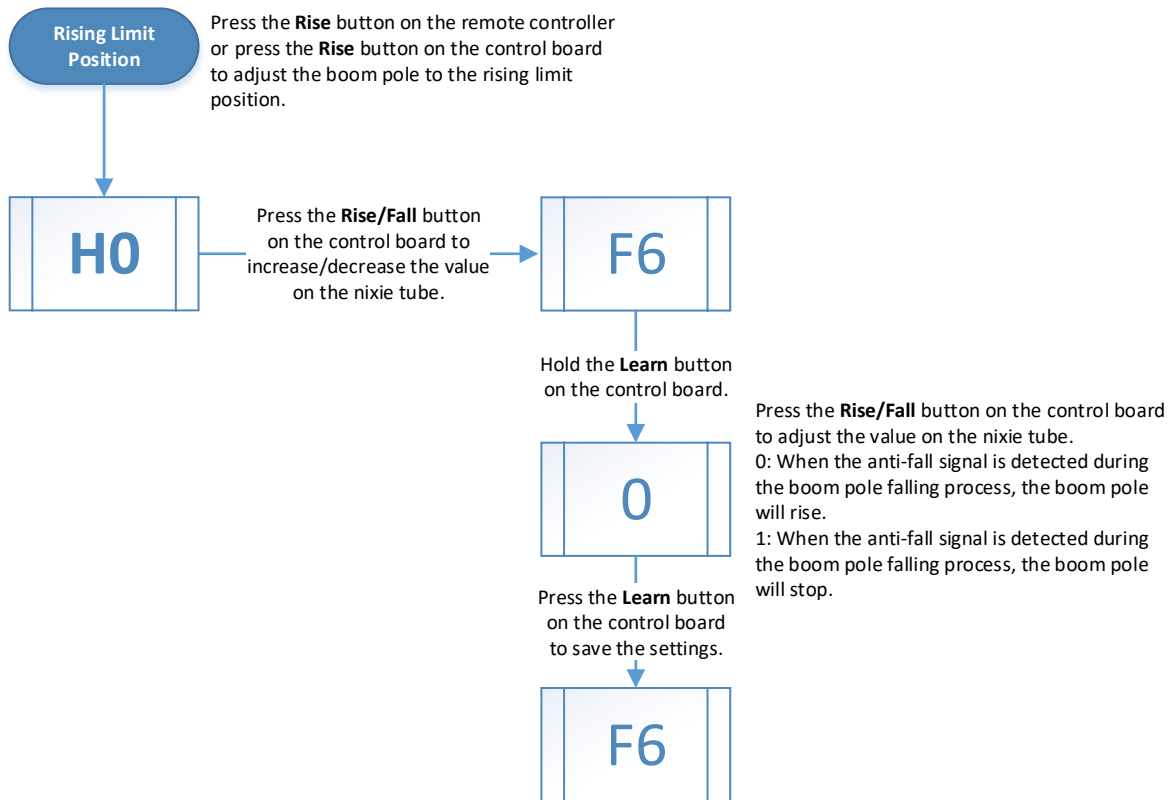 Rising Limit
Position
Press the Rise button on the remote controller
or press the Rise button on the control board
to adjust the boom pole to the rising limit
position.
H0
Press the Rise/Fall button
on the control board to
increase/decrease the value
on the nixie tube.
F6
Hold the Learn button
on the control board.
0
Press the Rise/Fall button on the control board
to adjust the value on the nixie tube.
0: When the anti-fall signal is detected during
the boom pole falling process, the boom pole
will rise.
1: When the anti-fall signal is detected during
the boom pole falling process, the boom pole
will stop.
Press the Learn button
on the control board
to save the settings.
F6